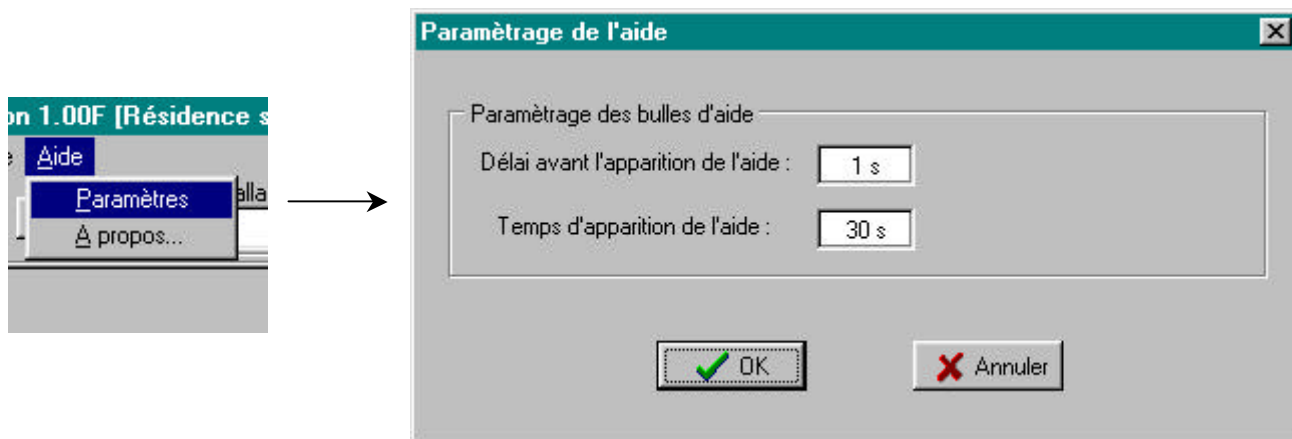 on 1.00F [Résidence s
e Aide
Paramètres
alla
A propos...
Paramètrage de l'aide
Paramètrage des bulles d'aide
Délai avant l'apparition de l'aide : 1 s
Temps d'apparition de l'aide : 30 s
OK Annuler